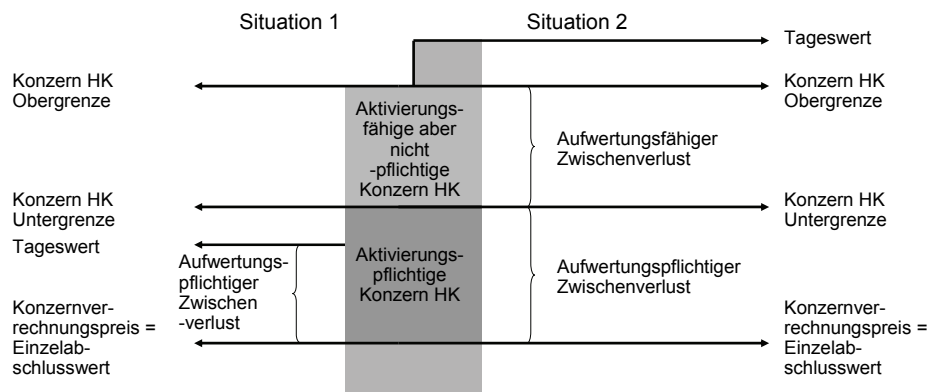 Situation 1
Situation 2
Tageswert
Konzern HK
Obergrenze
Konzern HK
Obergrenze
Aktivierungs-
fähige aber
nicht
-pflichtige
Konzern HK
Aufwertungsfähiger
Zwischenverlust
Konzern HK
Untergrenze
Konzern HK
Untergrenze
Tageswert
Aufwertungs-
pflichtiger
Zwischen
-verlust
Aktivierungs-
pflichtige
Konzern HK
Aufwertungspflichtiger
Zwischenverlust
Konzernver-
rechnungspreis =
Einzelab-
schlusswert
Konzernver-
rechnungspreis =
Einzelab-
schlusswert